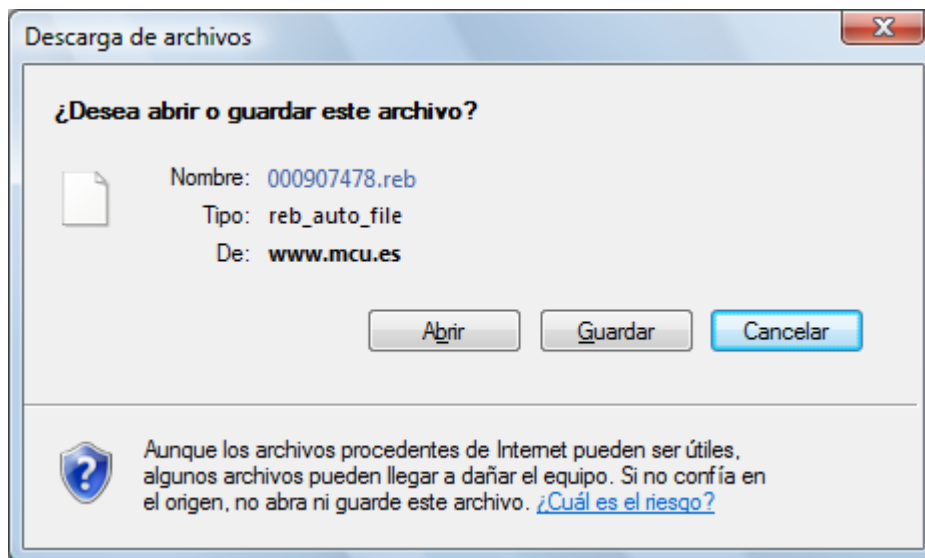 Descarga de archivos
¿Desea abrir o guardar este archivo?
Nombre: 000907478.reb
Tipo: reb_auto_file
De: www.mcu.es
Abrir Guardar Cancelar
Aunque los archivos procedentes de Internet pueden ser útiles,
algunos archivos pueden llegar a dañar el equipo. Si no confía en
el origen, no abra ni guarde este archivo. ¿Cuál es el riesgo?